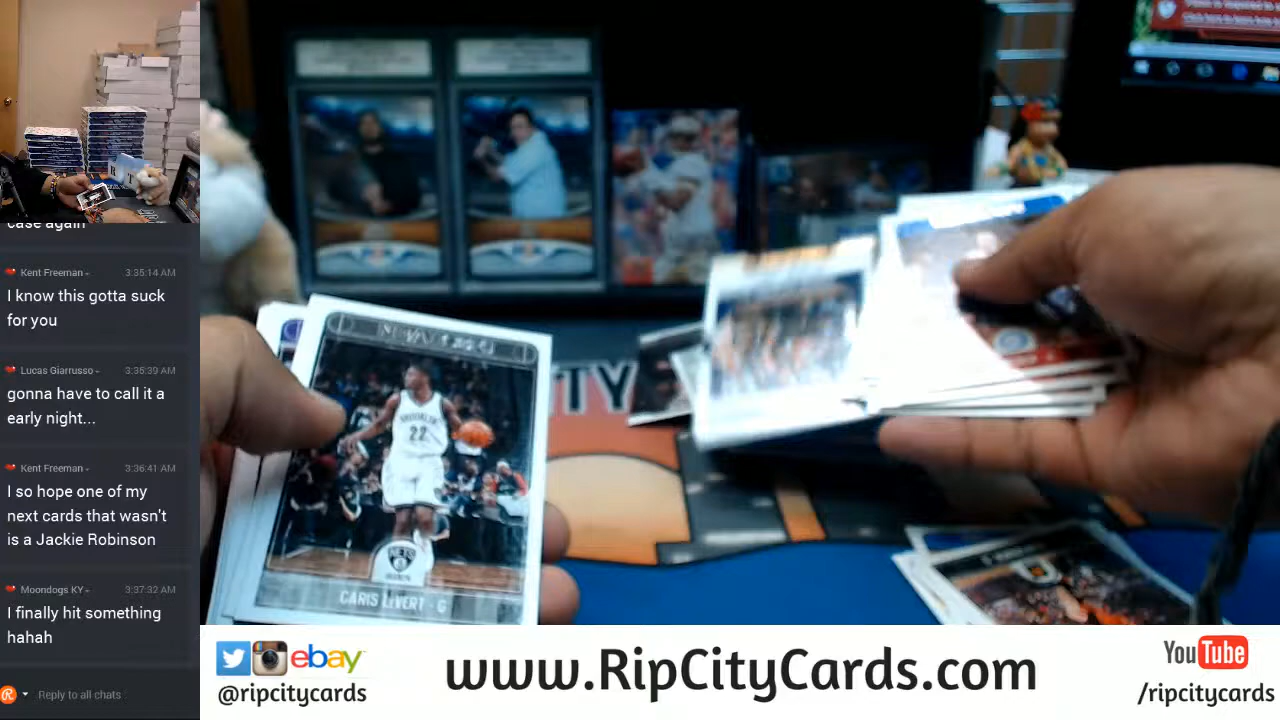 case again
Kent Freeman
3:35:14 AM
I know this gotta suck
for you
Lucas Giarrusso
3:35:39 AM
gonna have to call it a
early night...
Kent Freeman
3:36:41 AM
I so hope one of my
next cards that wasn't
is a Jackie Robinson
Moondogs KY
3:37:32 AM
I finally hit something
hahah
Reply to all chats
BROOKLYN
22
NETS
CARIS LeVERT - G
TY
ebay
@ripcitycards
www.RipCityCards.com
YouTube
/ripcitycards